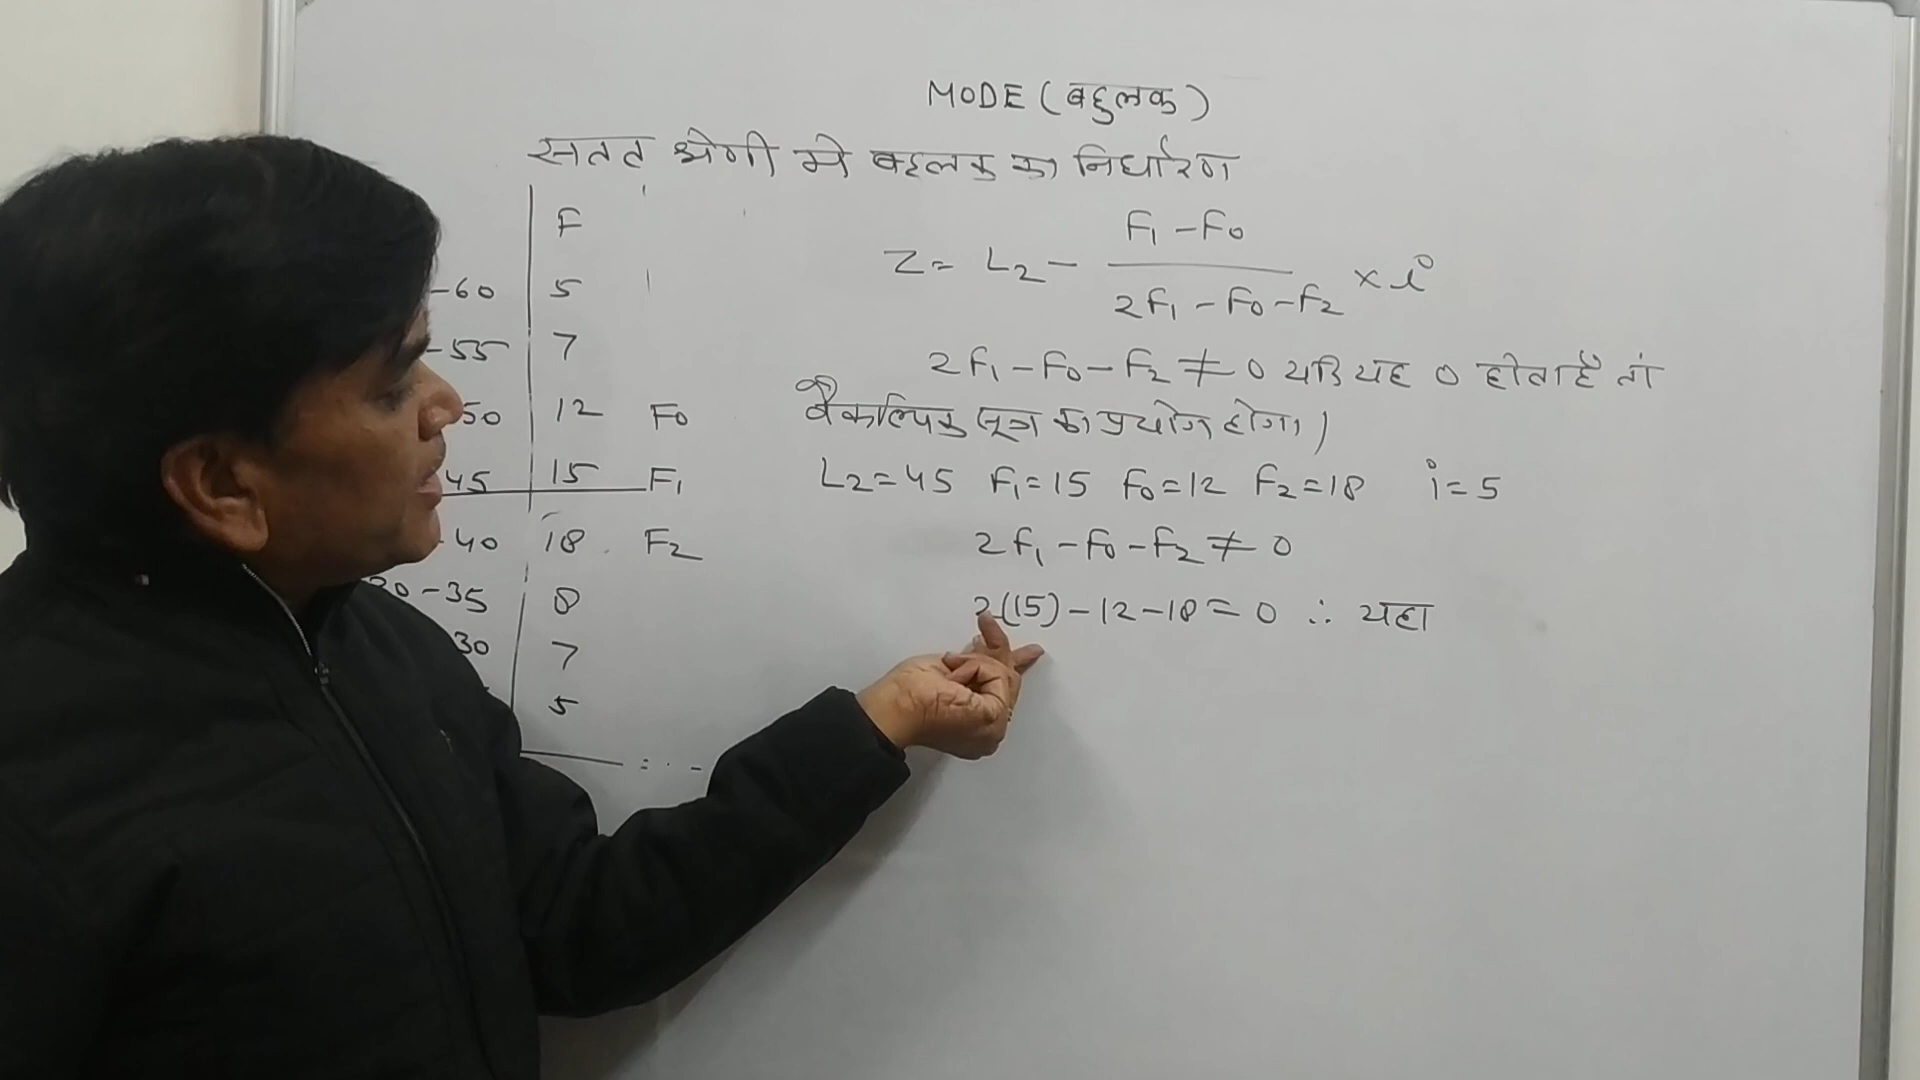 MODE (बहुलक)
सतत श्रेणी मे बहुलक का निर्धारण
F
-60 5
-55 7
50 12 F0
45 15 F1
40 18 F2
30-35 8
30 7
5
Z = L2 - F1 - F0 / 2F1 - F0 - F2 × i
2F1 - F0 - F2 ≠ 0 यदि यह 0 होता है तो
वैकल्पिक सूत्र का प्रयोग होगा।
L2 = 45 F1 = 15 F0 = 12 F2 = 18 i = 5
2F1 - F0 - F2 ≠ 0
2(15) - 12 - 18 = 0 ∴ यहा